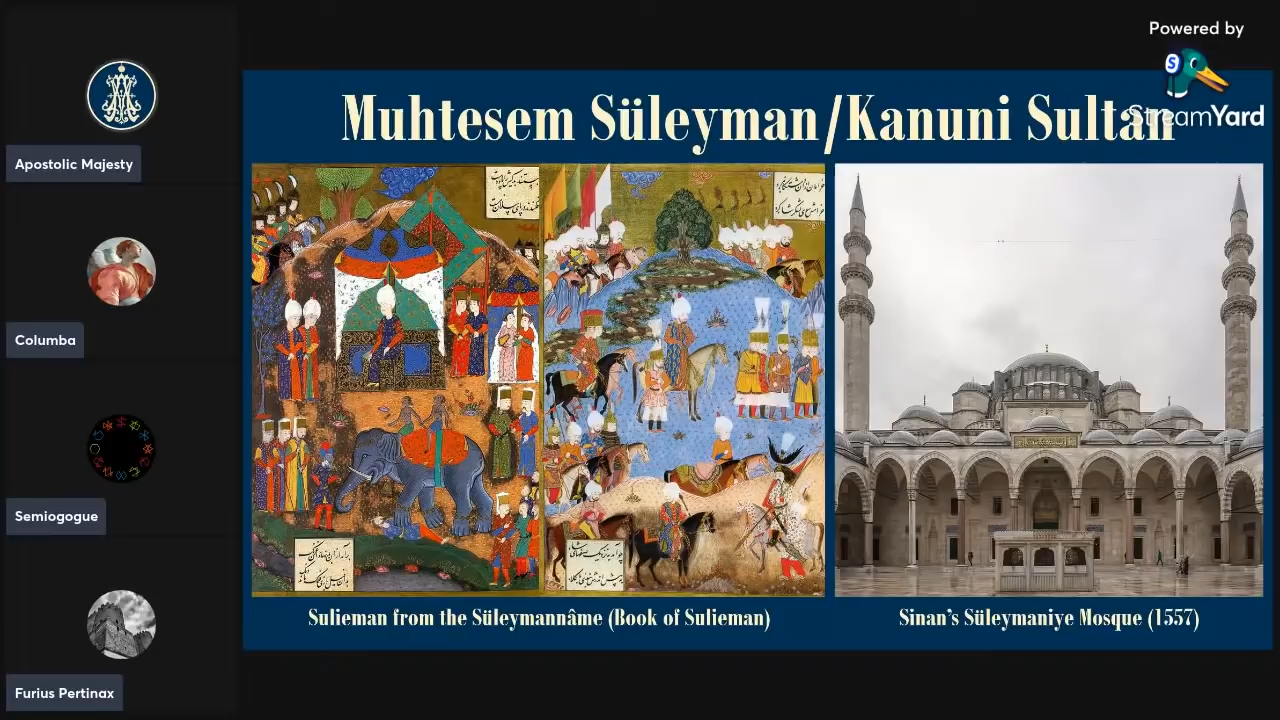 Powered by
StreamYard
Muhtesem Süleyman/Kanuni Sultan
Apostolic Majesty
Columba
Semiogogue
Furius Pertinax
Sulieman from the Süleymannâme (Book of Sulieman)
Sinan's Süleymaniye Mosque (1557)